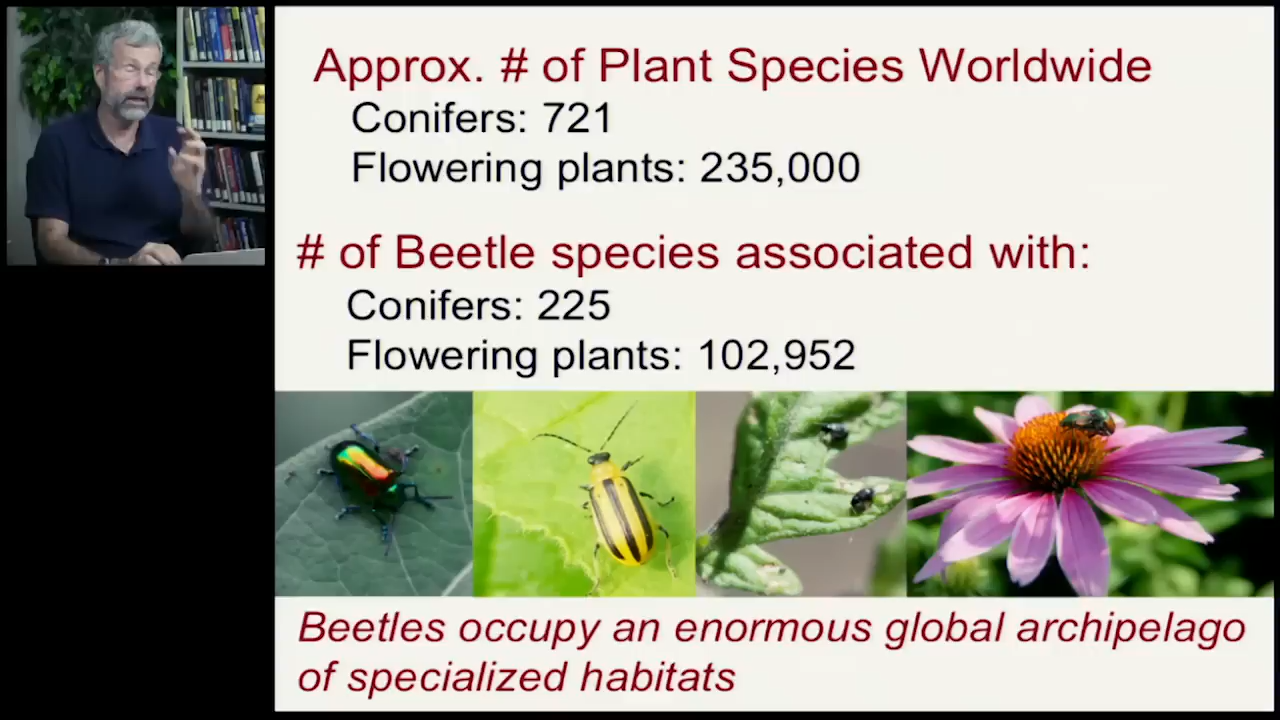 Approx. # of Plant Species Worldwide
Conifers: 721
Flowering plants: 235,000
# of Beetle species associated with:
Conifers: 225
Flowering plants: 102,952
Beetles occupy an enormous global archipelago
of specialized habitats